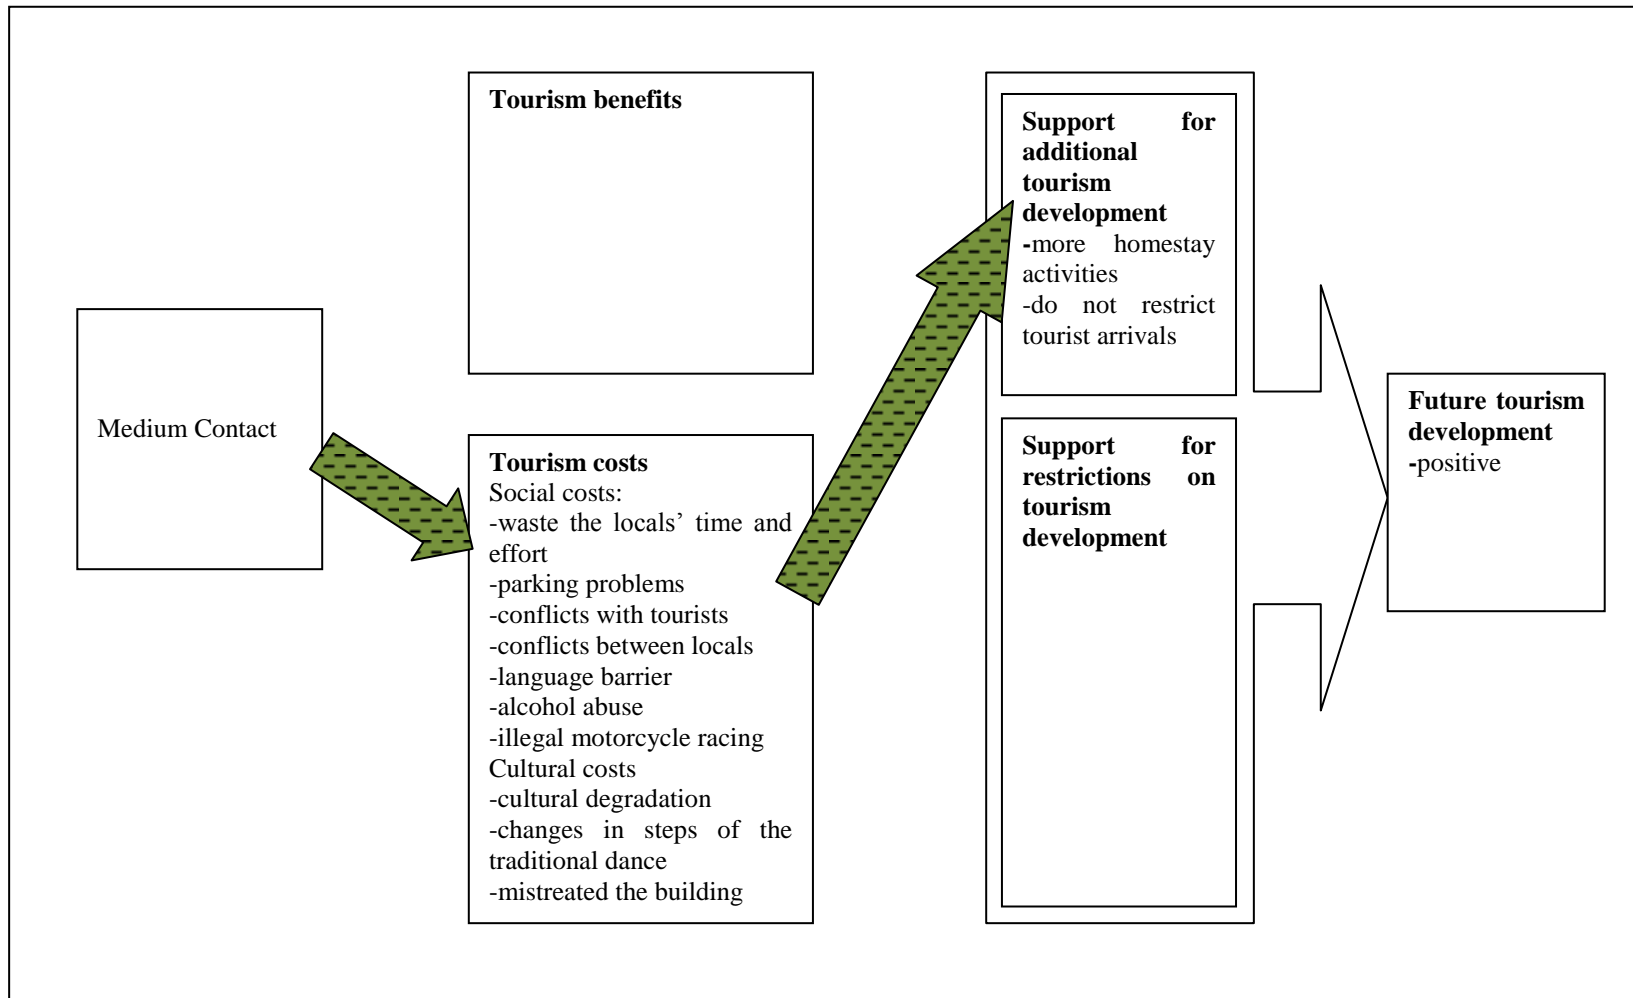 Medium Contact
Tourism benefits
Tourism costs
Social costs:
-waste the locals’ time and
effort
-parking problems
-conflicts with tourists
-conflicts between locals
-language barrier
-alcohol abuse
-illegal motorcycle racing
Cultural costs
-cultural degradation
-changes in steps of the
traditional dance
-mistreated the building
Support for
additional
tourism
development
-more homestay
activities
-do not restrict
tourist arrivals
Support for
restrictions on
tourism
development
Future tourism
development
-positive